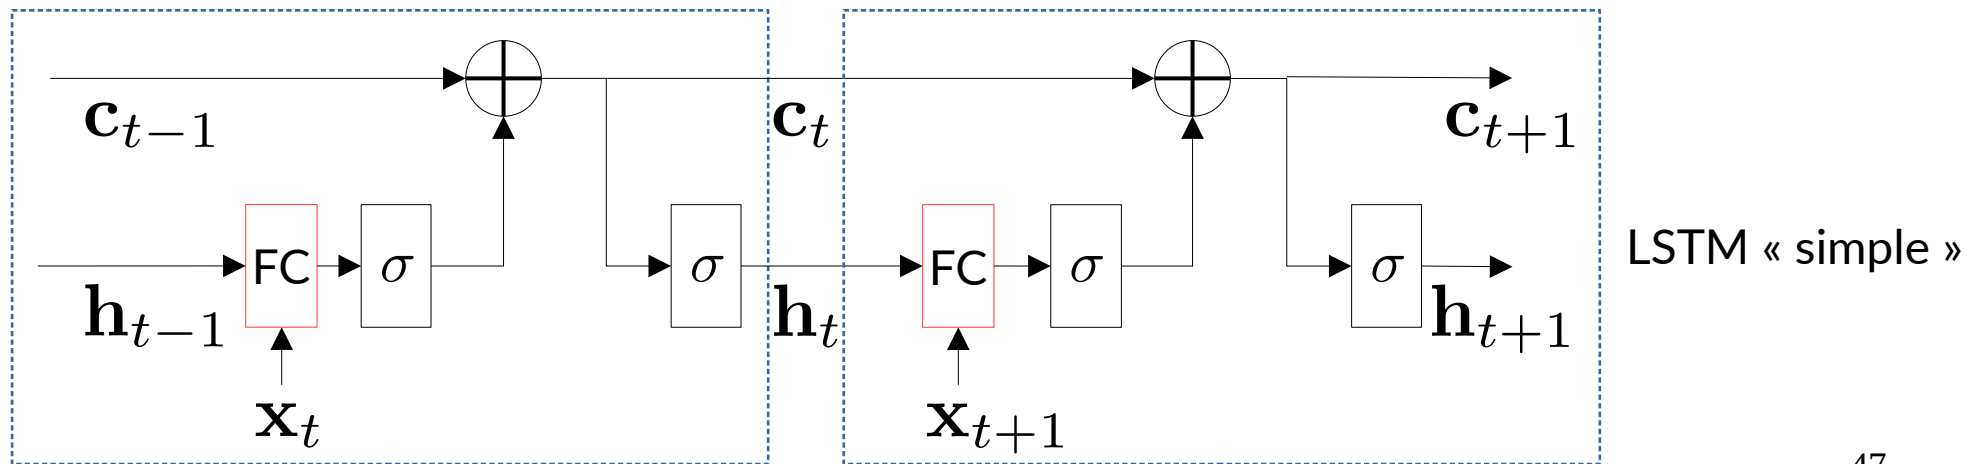 c_{t−1} c_t c_{t+1}
FC σ σ FC σ σ
LSTM « simple »
h_{t−1} h_t h_{t+1}
x_t x_{t+1}